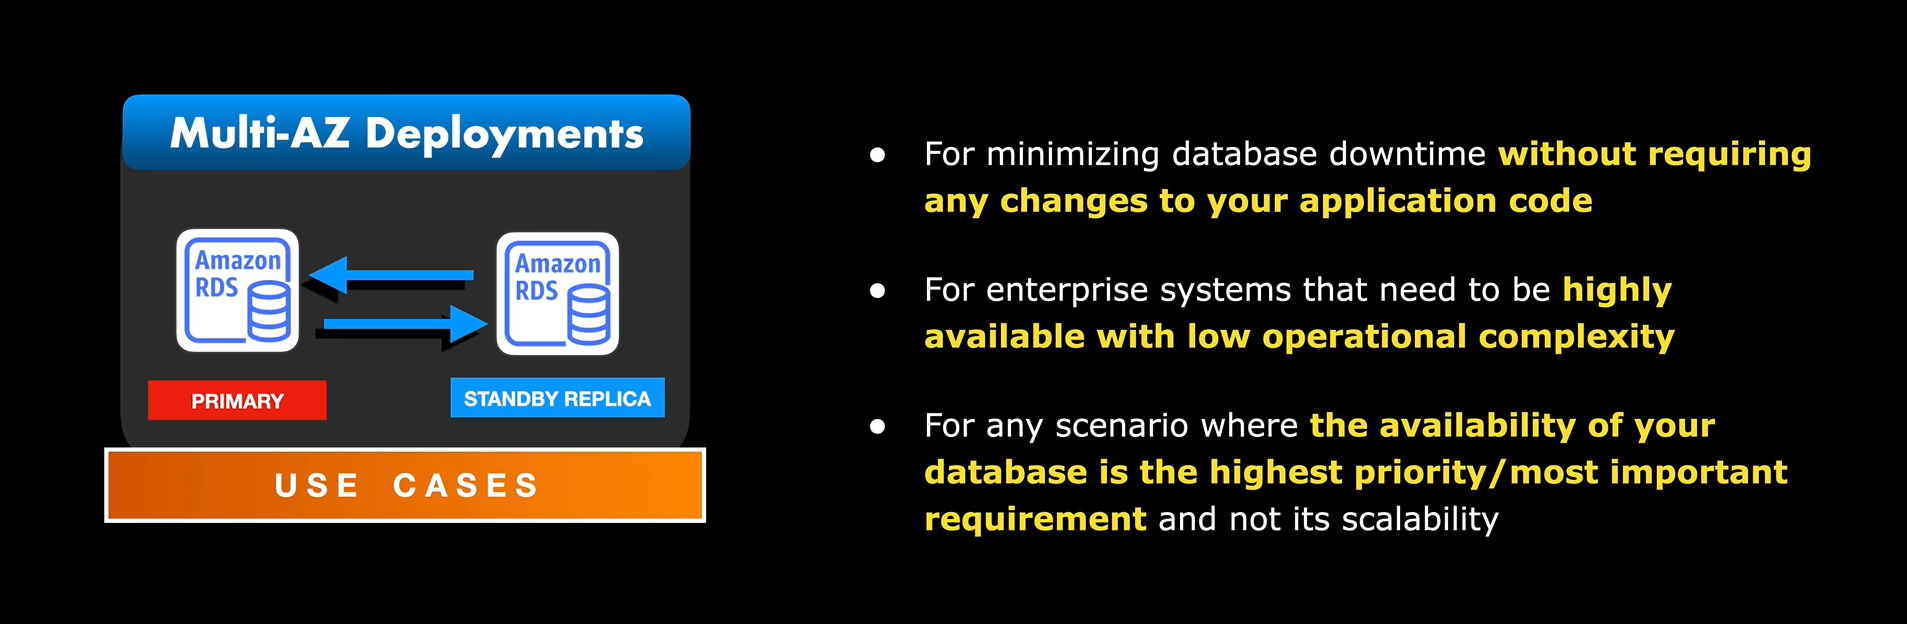 Multi-AZ Deployments
Amazon
RDS
Amazon
RDS
PRIMARY
STANDBY REPLICA
USE CASES
● For minimizing database downtime without requiring
any changes to your application code
● For enterprise systems that need to be highly
available with low operational complexity
● For any scenario where the availability of your
database is the highest priority/most important
requirement and not its scalability